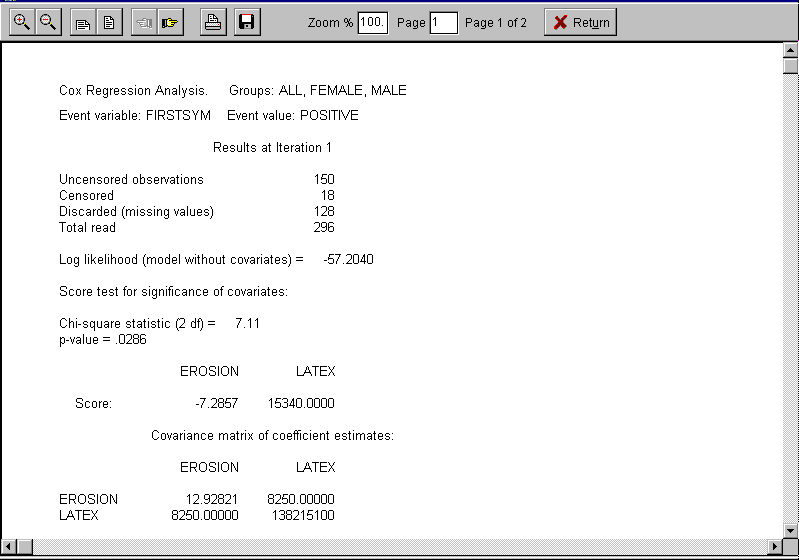 Zoom % 100. Page 1 Page 1 of 2 Return
Cox Regression Analysis. Groups: ALL, FEMALE, MALE
Event variable: FIRSTSYM Event value: POSITIVE
Results at Iteration 1
Uncensored observations 150
Censored 18
Discarded (missing values) 128
Total read 296
Log likelihood (model without covariates) = -57.2040
Score test for significance of covariates:
Chi-square statistic (2 df) = 7.11
p-value = .0286
EROSION LATEX
Score: -7.2857 15340.0000
Covariance matrix of coefficient estimates:
EROSION LATEX
EROSION 12.92821 8250.00000
LATEX 8250.00000 138215100